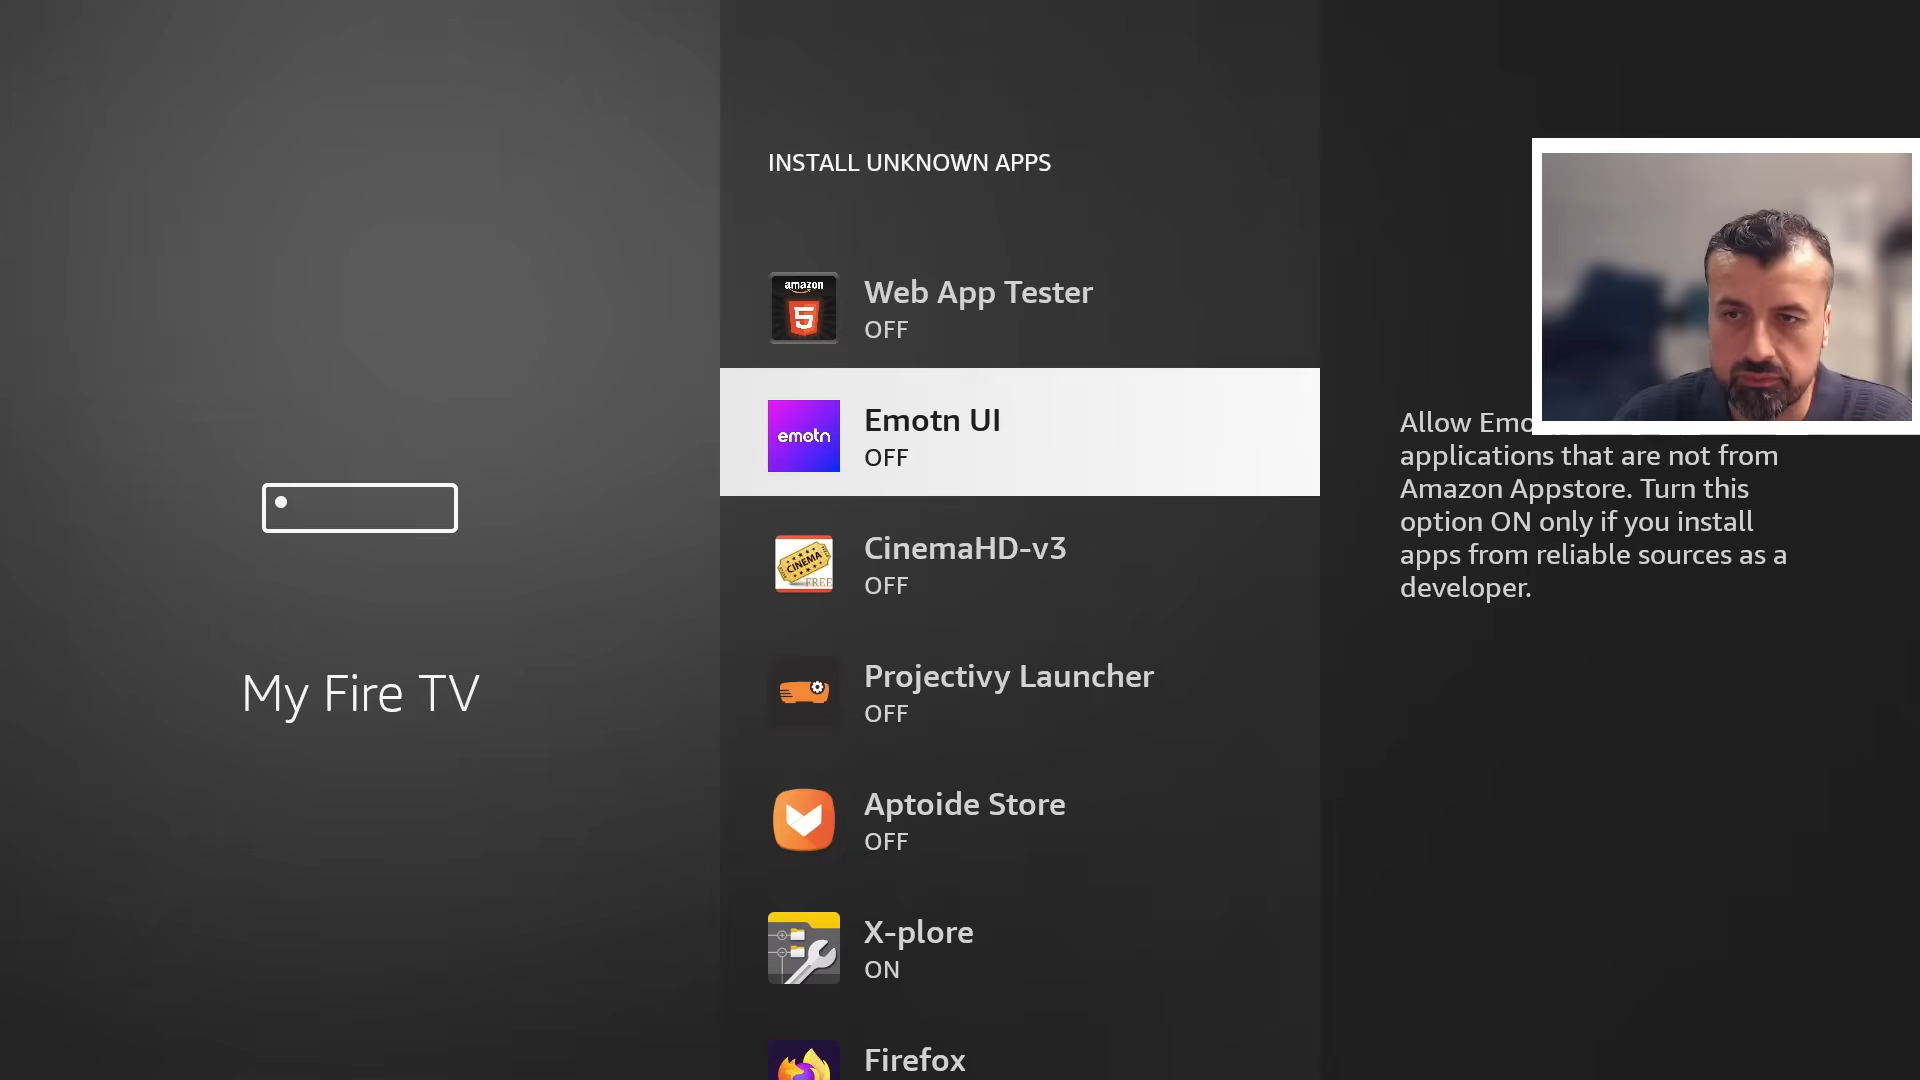 INSTALL UNKNOWN APPS
amazon
5
Web App Tester
OFF
emotn
Emotn UI
OFF
CINEMA
FREE
CinemaHD-v3
OFF
Projectivy Launcher
OFF
Aptoide Store
OFF
X-plore
ON
Firefox
My Fire TV
Allow Emo
applications that are not from
Amazon Appstore. Turn this
option ON only if you install
apps from reliable sources as a
developer.